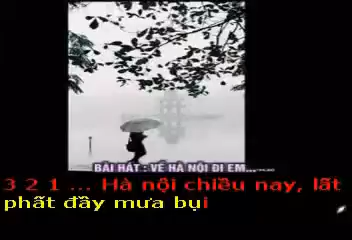 BÀI HÁT : VỀ HÀ NỘI ĐI EM...
3 2 1 ... Hà nội chiều nay, lất
phất đầy mưa bụi